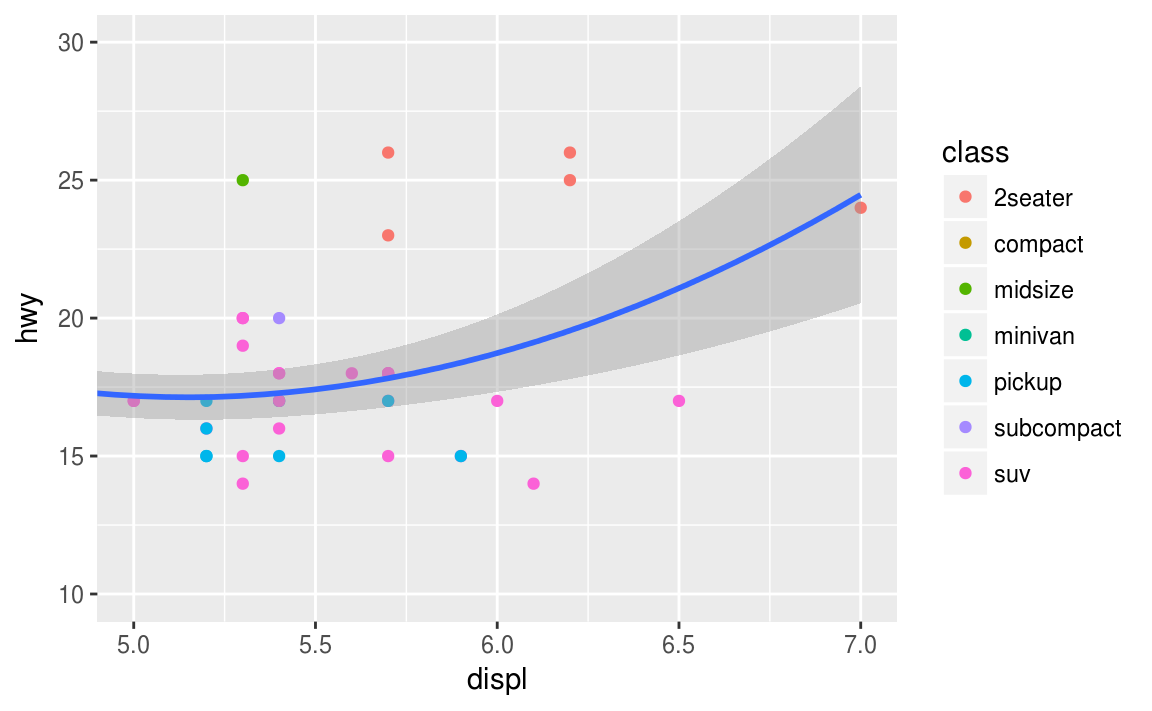 30
25
20
15
10
hwy
5.0 5.5 6.0 6.5 7.0
displ
class
2seater
compact
midsize
minivan
pickup
subcompact
suv